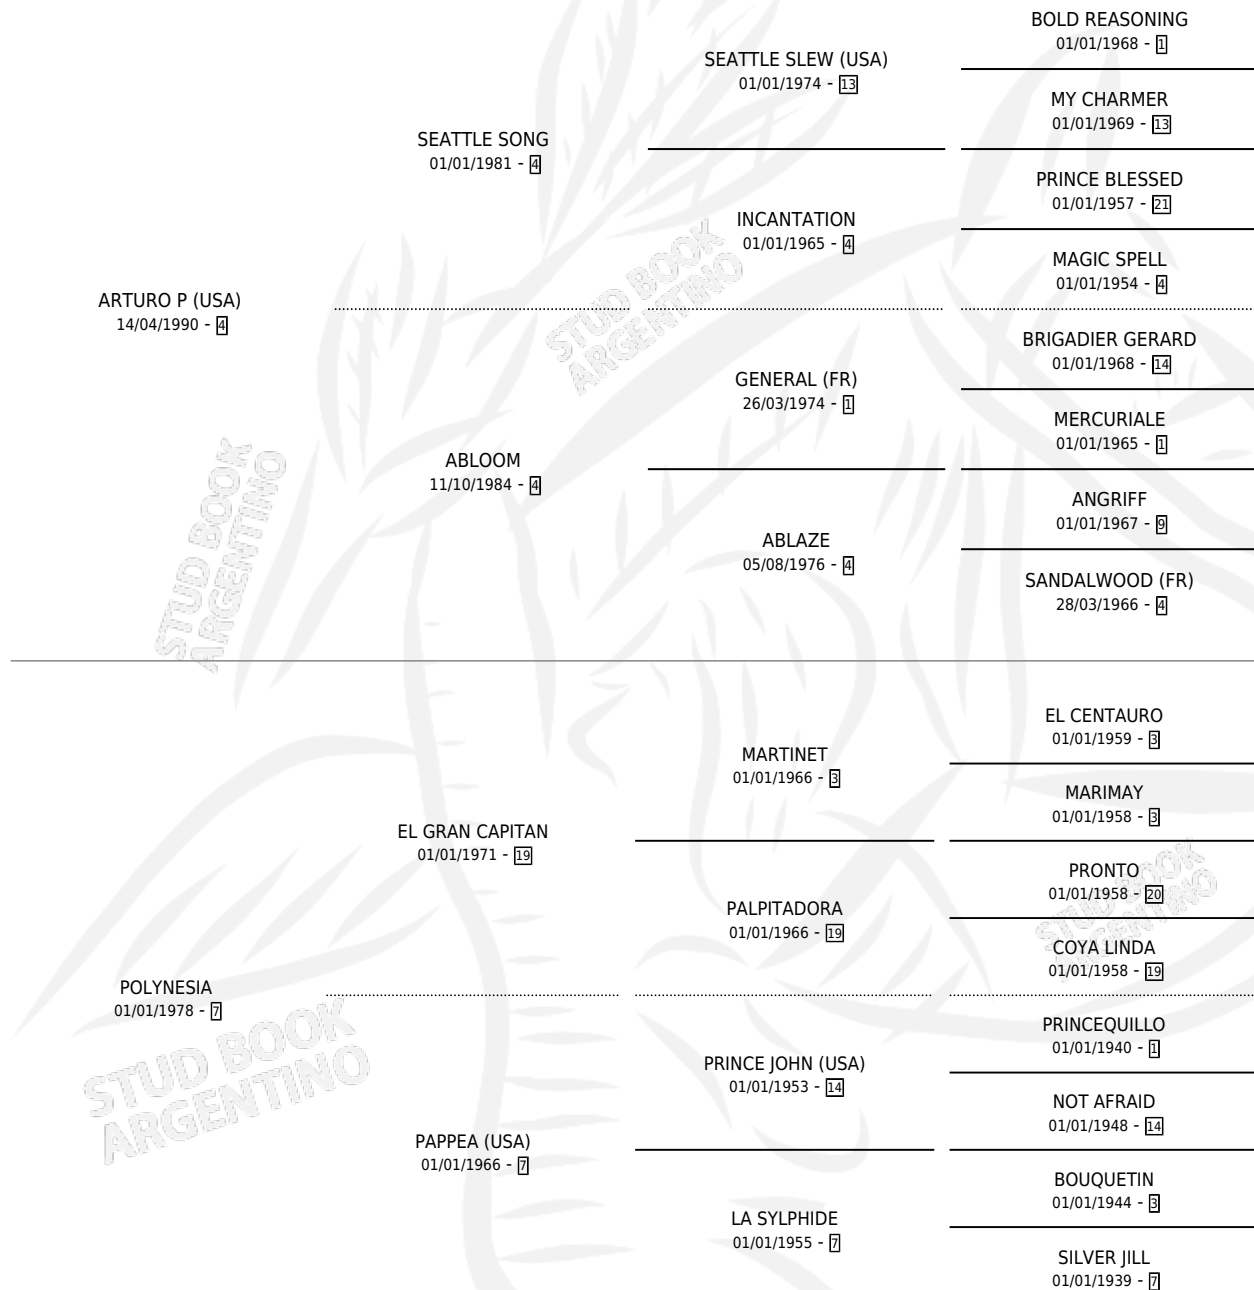 BOLD REASONING
01/01/1968 - 1
SEATTLE SLEW (USA)
01/01/1974 - 13
MY CHARMER
01/01/1969 - 13
SEATTLE SONG
01/01/1981 - 4
PRINCE BLESSED
01/01/1957 - 21
INCANTATION
01/01/1965 - 4
MAGIC SPELL
01/01/1954 - 4
STUD BOOK
ARGENTINO
ARTURO P (USA)
14/04/1990 - 4
BRIGADIER GERARD
01/01/1968 - 14
GENERAL (FR)
26/03/1974 - 1
MERCURIALE
01/01/1965 - 1
ABLOOM
11/10/1984 - 4
ANGRIFF
01/01/1967 - 9
ABLAZE
05/08/1976 - 4
SANDALWOOD (FR)
28/03/1966 - 4
STUD BOOK
ARGENTINO
EL CENTAURO
01/01/1959 - 3
MARTINET
01/01/1966 - 3
MARIMAY
01/01/1958 - 3
EL GRAN CAPITAN
01/01/1971 - 19
PRONTO
01/01/1958 - 20
PALPITADORA
01/01/1966 - 19
COYA LINDA
01/01/1958 - 19
STUD BOOK
ARGENTINO
POLYNESIA
01/01/1978 - 7
PRINCEQUILLO
01/01/1940 - 1
PRINCE JOHN (USA)
01/01/1953 - 14
NOT AFRAID
01/01/1948 - 14
STUD BOOK
ARGENTINO
PAPPEA (USA)
01/01/1966 - 7
BOUQUETIN
01/01/1944 - 3
LA SYLPHIDE
01/01/1955 - 7
SILVER JILL
01/01/1939 - 7